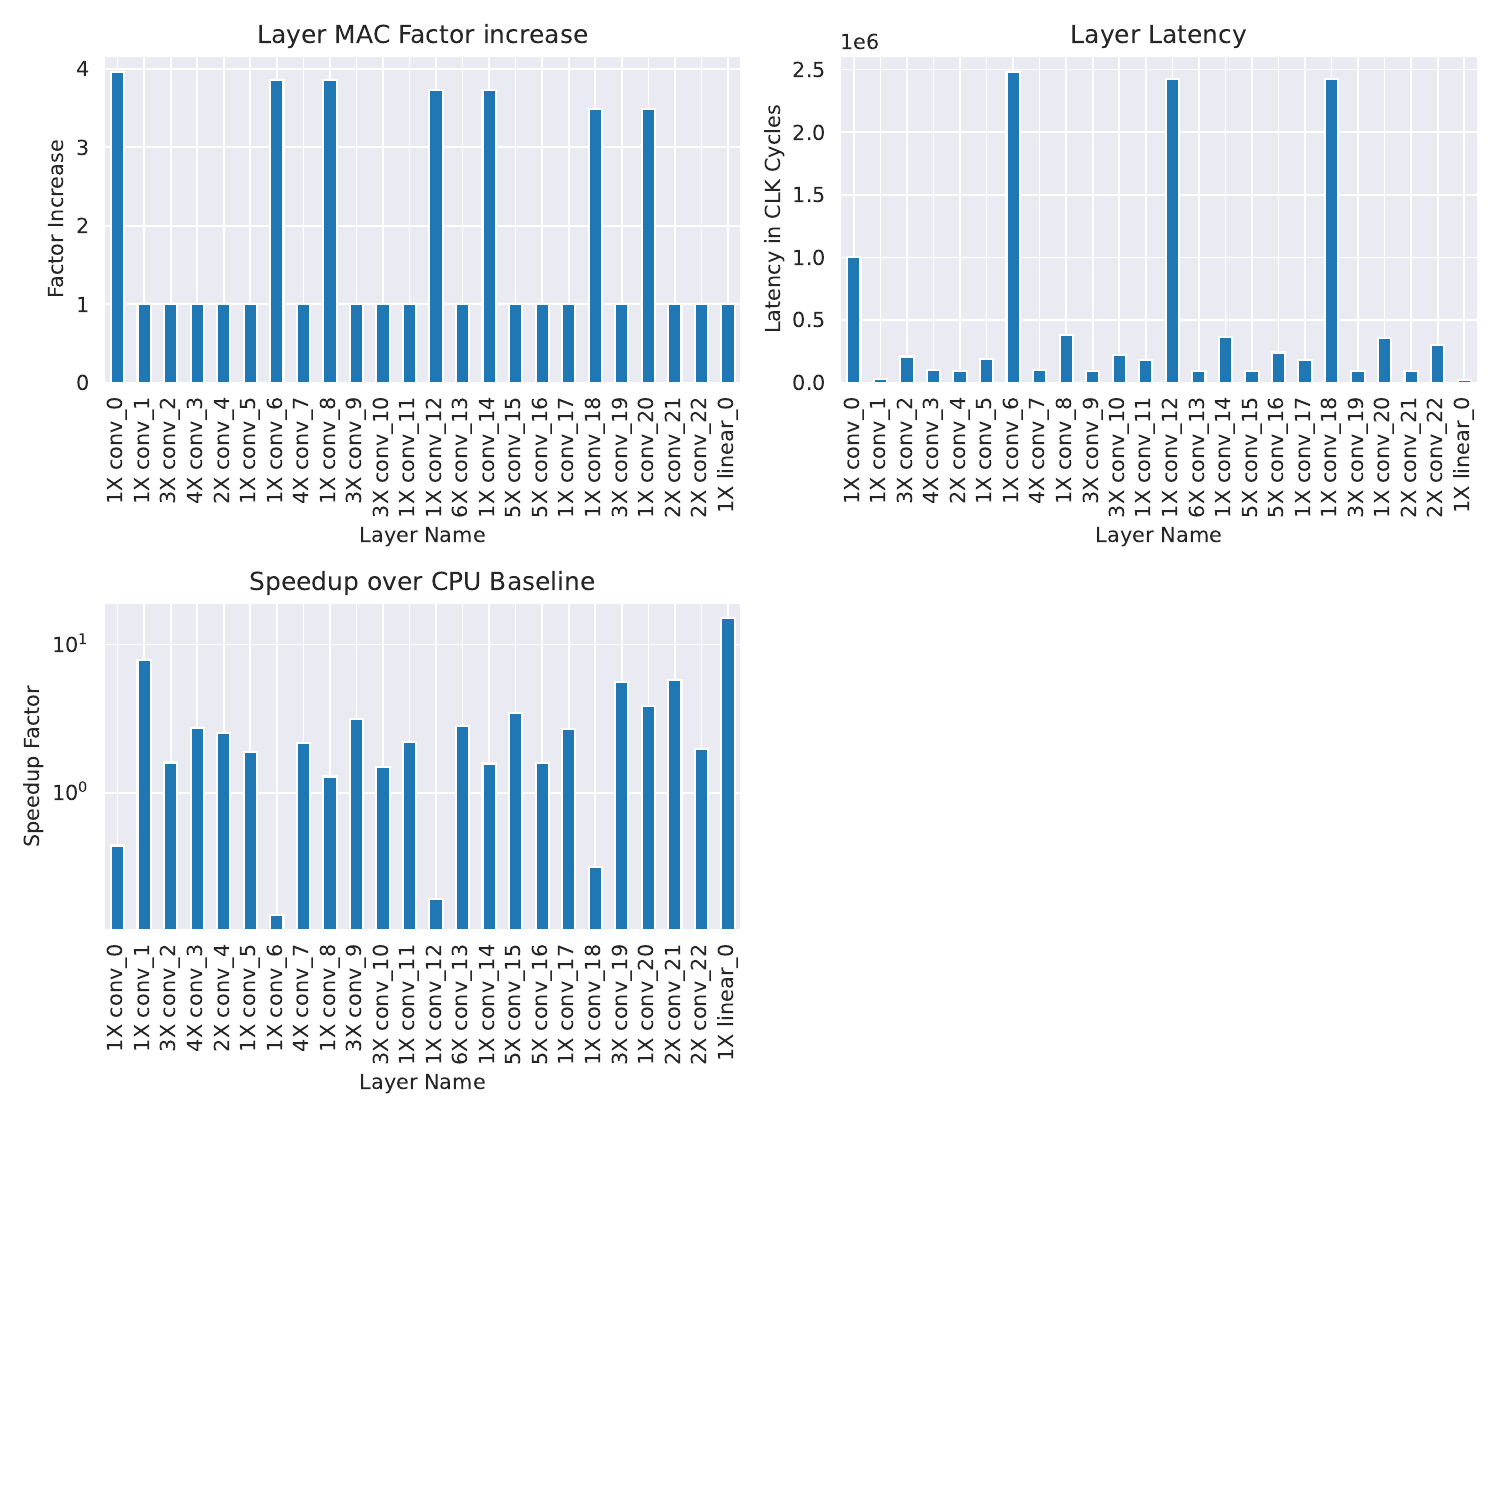 Layer MAC Factor increase
4
3
2
1
0
Factor Increase
1X conv_0
1X conv_1
3X conv_2
4X conv_3
2X conv_4
1X conv_5
1X conv_6
4X conv_7
1X conv_8
3X conv_9
3X conv_10
1X conv_11
1X conv_12
6X conv_13
1X conv_14
5X conv_15
5X conv_16
1X conv_17
1X conv_18
3X conv_19
1X conv_20
2X conv_21
2X conv_22
1X linear_0
Layer Name
Layer Latency
1e6
2.5
2.0
1.5
1.0
0.5
0.0
Latency in CLK Cycles
1X conv_0
1X conv_1
3X conv_2
4X conv_3
2X conv_4
1X conv_5
1X conv_6
4X conv_7
1X conv_8
3X conv_9
3X conv_10
1X conv_11
1X conv_12
6X conv_13
1X conv_14
5X conv_15
5X conv_16
1X conv_17
1X conv_18
3X conv_19
1X conv_20
2X conv_21
2X conv_22
1X linear_0
Layer Name
Speedup over CPU Baseline
10¹
10⁰
Speedup Factor
1X conv_0
1X conv_1
3X conv_2
4X conv_3
2X conv_4
1X conv_5
1X conv_6
4X conv_7
1X conv_8
3X conv_9
3X conv_10
1X conv_11
1X conv_12
6X conv_13
1X conv_14
5X conv_15
5X conv_16
1X conv_17
1X conv_18
3X conv_19
1X conv_20
2X conv_21
2X conv_22
1X linear_0
Layer Name